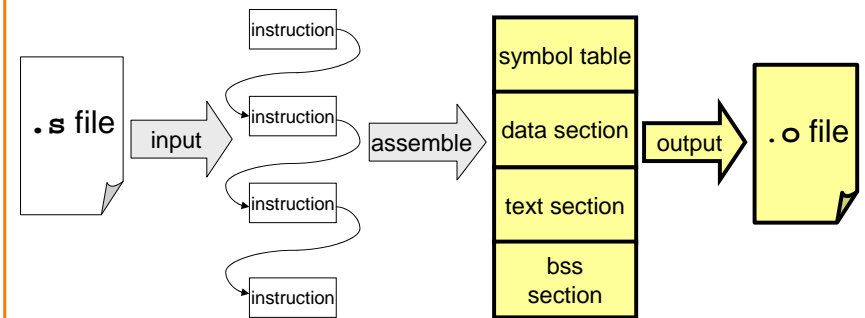 .s file
input
instruction
instruction
instruction
instruction
assemble
symbol table
data section
text section
bss
section
output
.o file